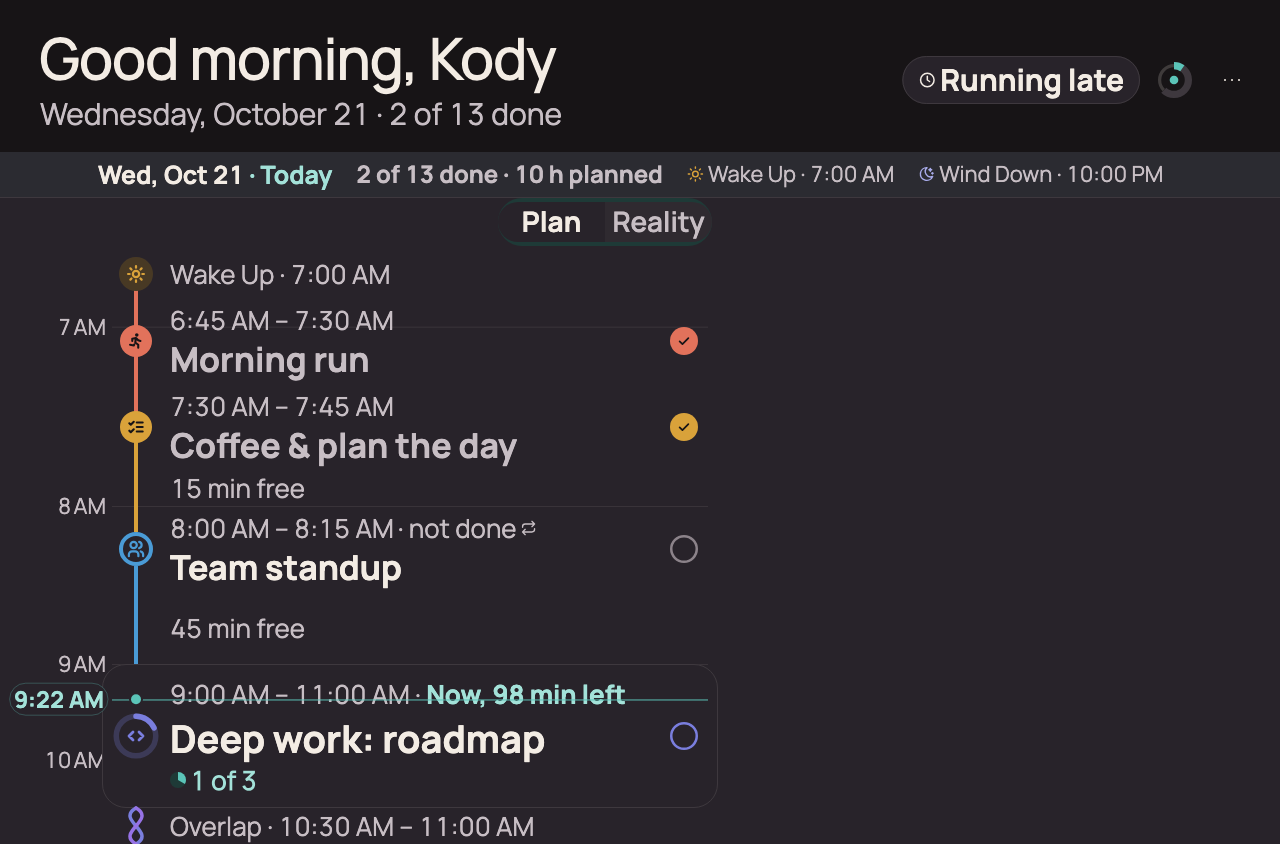 Good morning, Kody
Wednesday, October 21 · 2 of 13 done
Running late
Wed, Oct 21 · Today 2 of 13 done · 10 h planned Wake Up · 7:00 AM Wind Down · 10:00 PM
Plan Reality
Wake Up · 7:00 AM
7 AM
6:45 AM – 7:30 AM
Morning run
7:30 AM – 7:45 AM
Coffee & plan the day
15 min free
8 AM
8:00 AM – 8:15 AM · not done
Team standup
45 min free
9 AM
9:22 AM
9:00 AM – 11:00 AM · Now, 98 min left
Deep work: roadmap
10 AM
1 of 3
Overlap · 10:30 AM – 11:00 AM